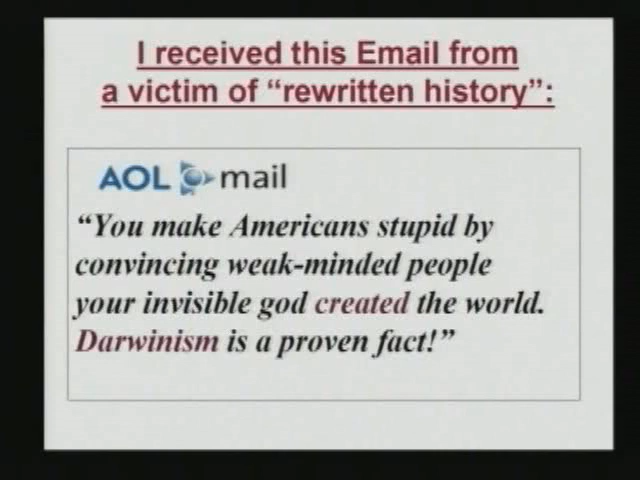 I received this Email from
a victim of “rewritten history”:
AOL mail
“You make Americans stupid by
convincing weak-minded people
your invisible god created the world.
Darwinism is a proven fact!”